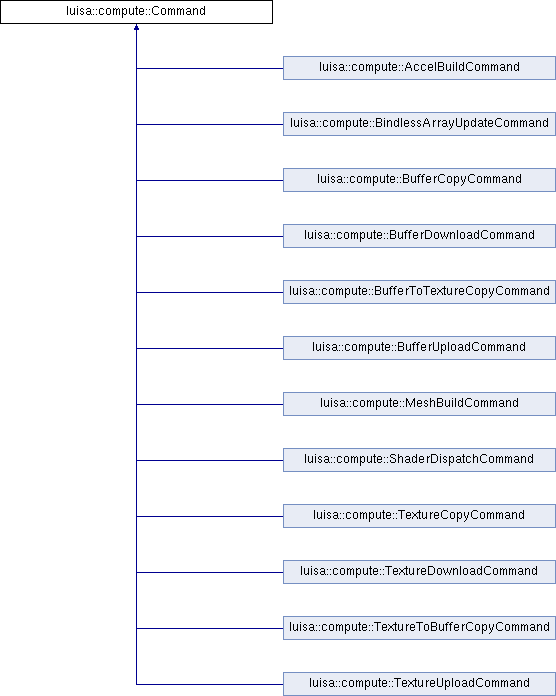 luisa::compute::Command
luisa::compute::AccelBuildCommand
luisa::compute::BindlessArrayUpdateCommand
luisa::compute::BufferCopyCommand
luisa::compute::BufferDownloadCommand
luisa::compute::BufferToTextureCopyCommand
luisa::compute::BufferUploadCommand
luisa::compute::MeshBuildCommand
luisa::compute::ShaderDispatchCommand
luisa::compute::TextureCopyCommand
luisa::compute::TextureDownloadCommand
luisa::compute::TextureToBufferCopyCommand
luisa::compute::TextureUploadCommand